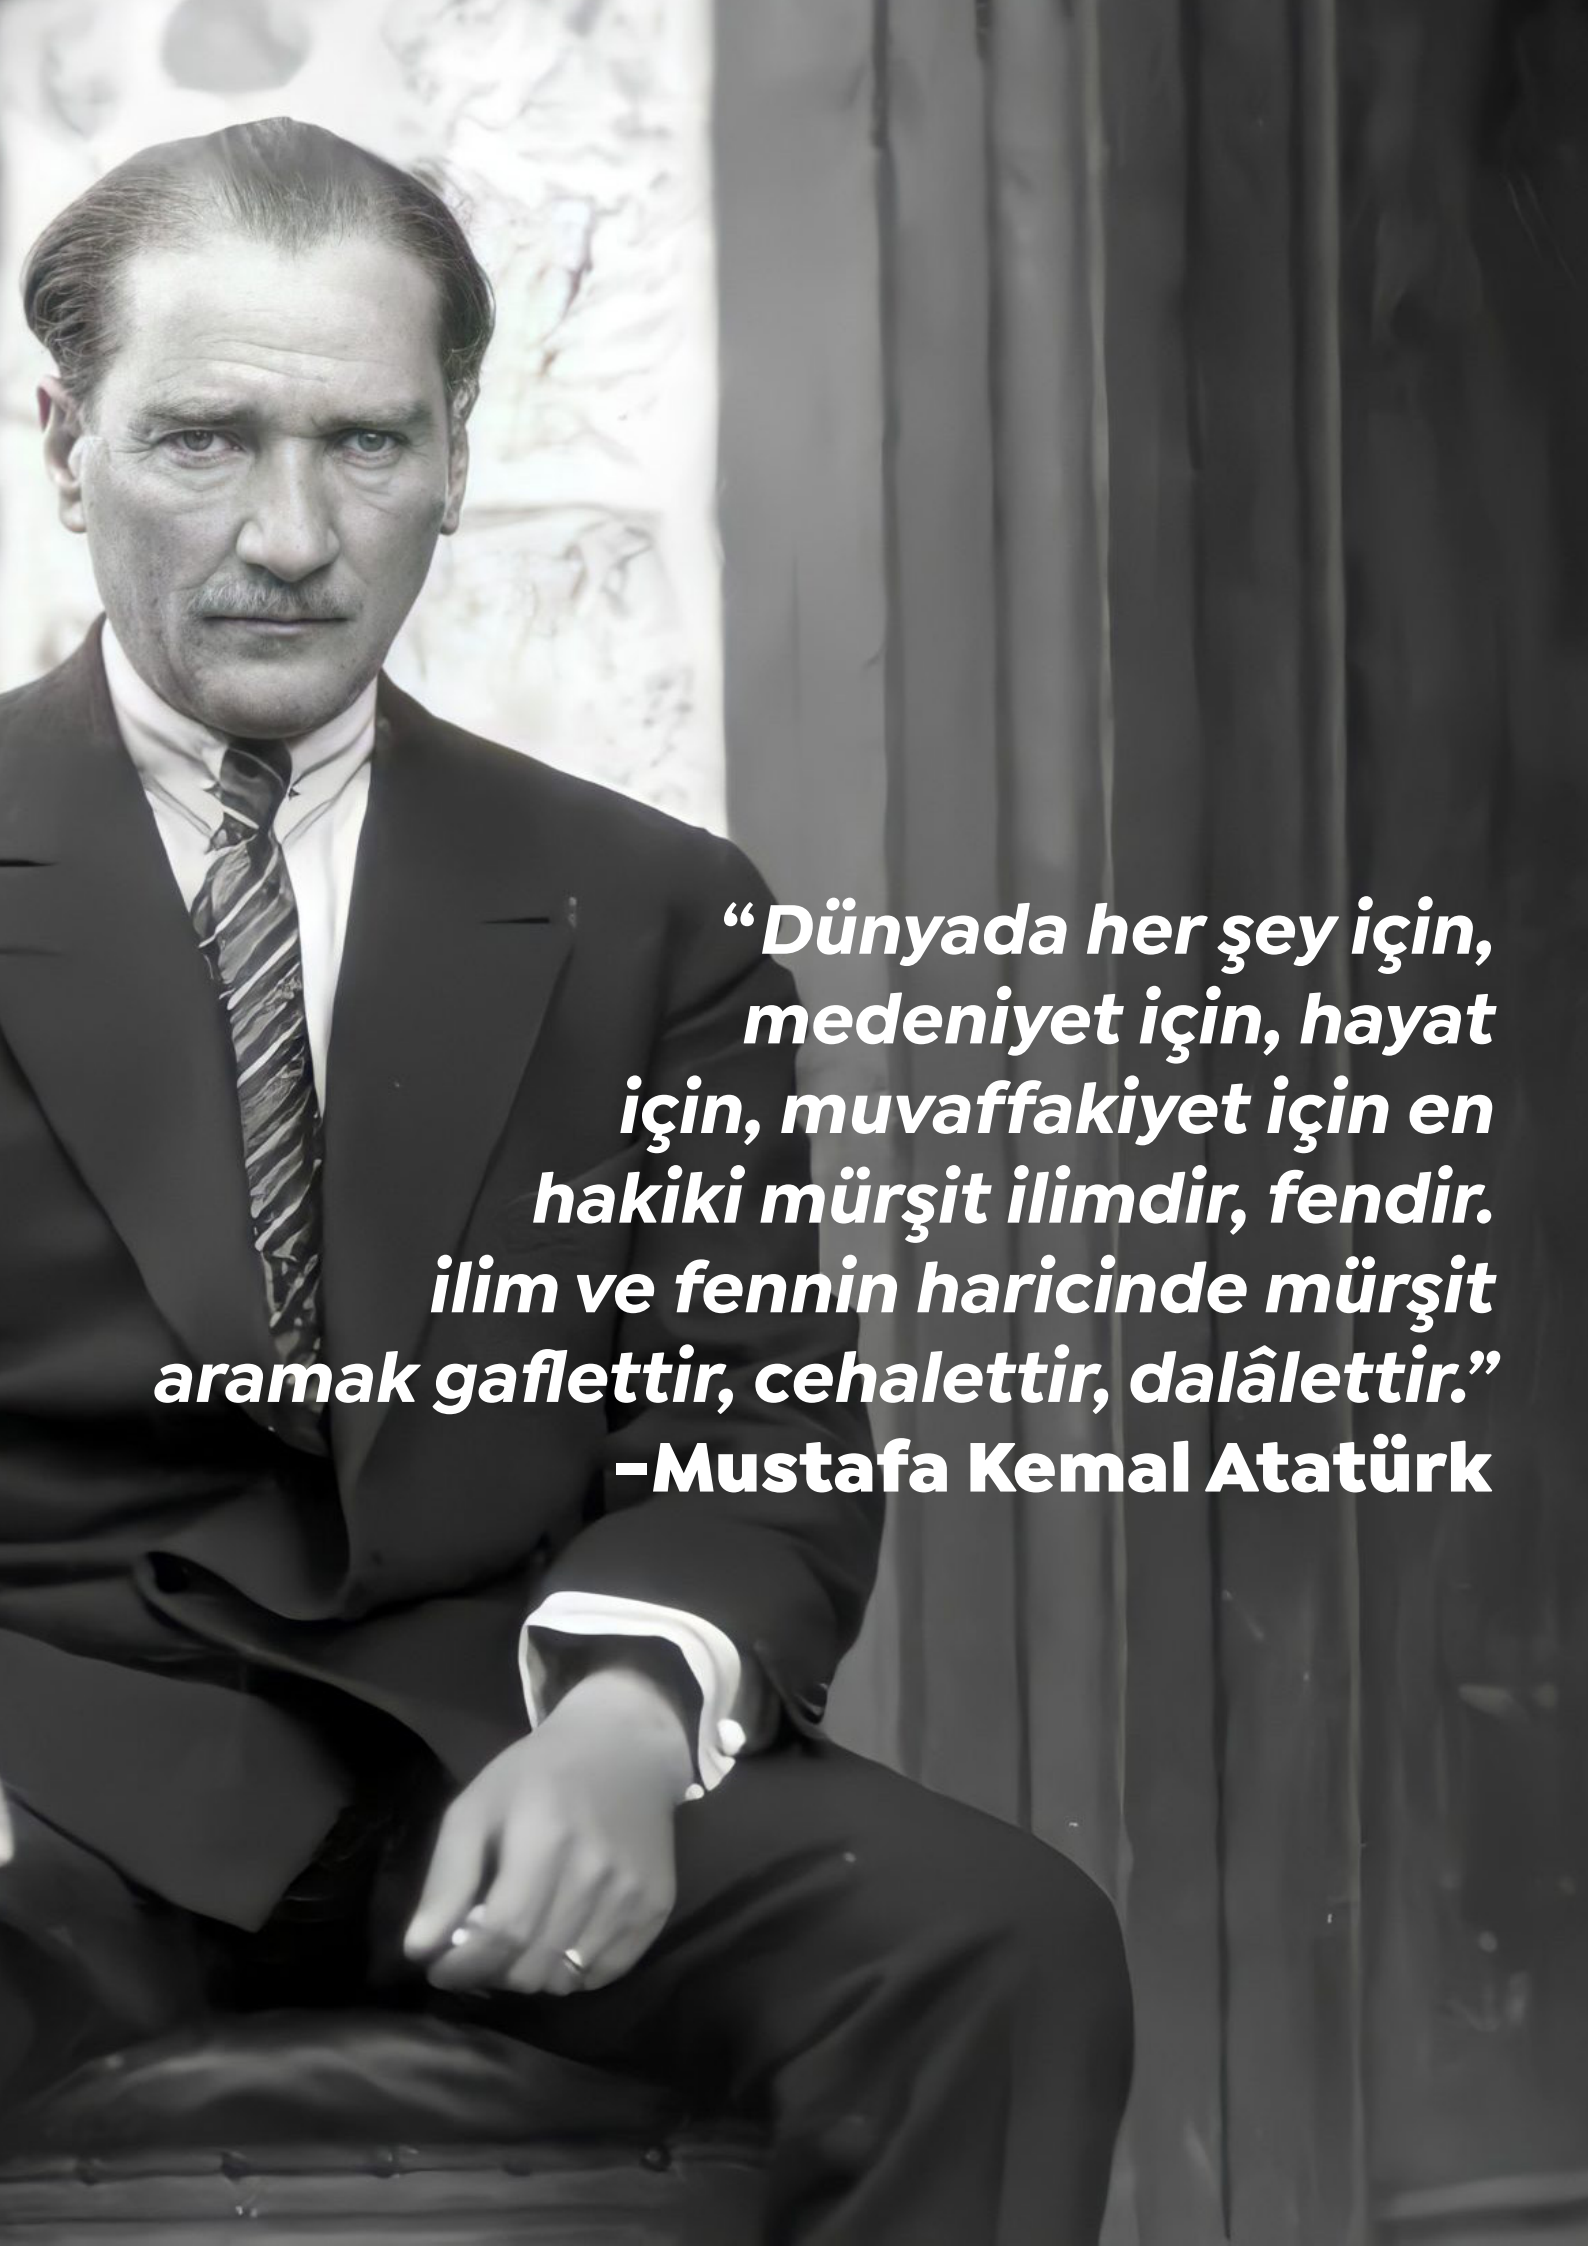 “Dünyada her şey için,
medeniyet için, hayat
için, muvaffakiyet için en
hakiki mürşit ilimdir, fendir.
ilim ve fennin haricinde mürşit
aramak gaflettir, cehalettir, dalâlettir.”
-Mustafa Kemal Atatürk